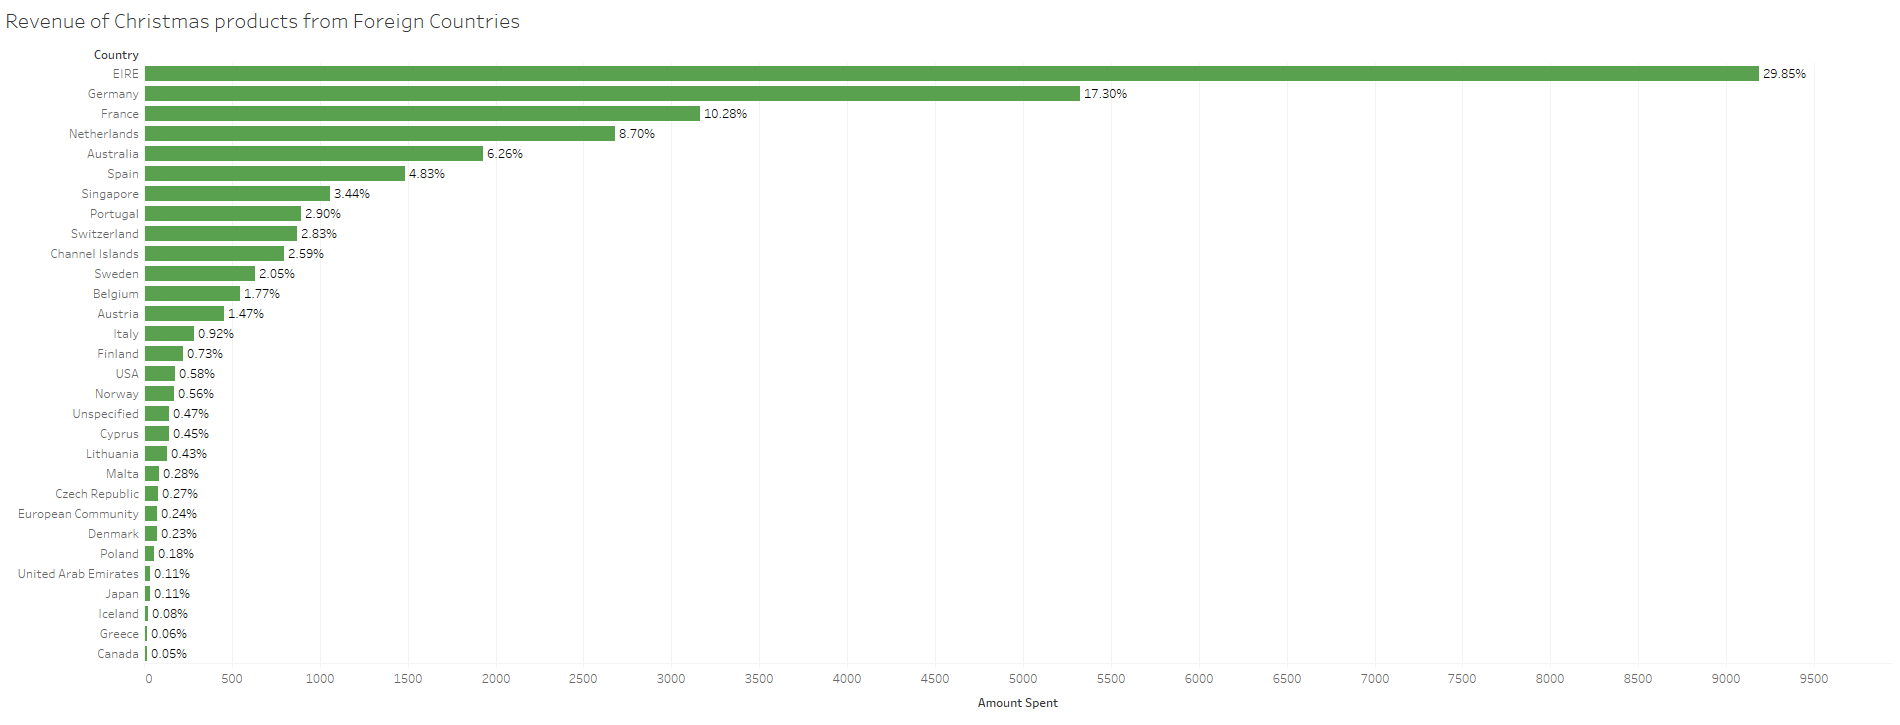 Revenue of Christmas products from Foreign Countries
Country
EIRE 29.85%
Germany 17.30%
France 10.28%
Netherlands 8.70%
Australia 6.26%
Spain 4.83%
Singapore 3.44%
Portugal 2.90%
Switzerland 2.83%
Channel Islands 2.59%
Sweden 2.05%
Belgium 1.77%
Austria 1.47%
Italy 0.92%
Finland 0.73%
USA 0.58%
Norway 0.56%
Unspecified 0.47%
Cyprus 0.45%
Lithuania 0.43%
Malta 0.28%
Czech Republic 0.27%
European Community 0.24%
Denmark 0.23%
Poland 0.18%
United Arab Emirates 0.11%
Japan 0.11%
Iceland 0.08%
Greece 0.06%
Canada 0.05%
0 500 1000 1500 2000 2500 3000 3500 4000 4500 5000 5500 6000 6500 7000 7500 8000 8500 9000 9500
Amount Spent